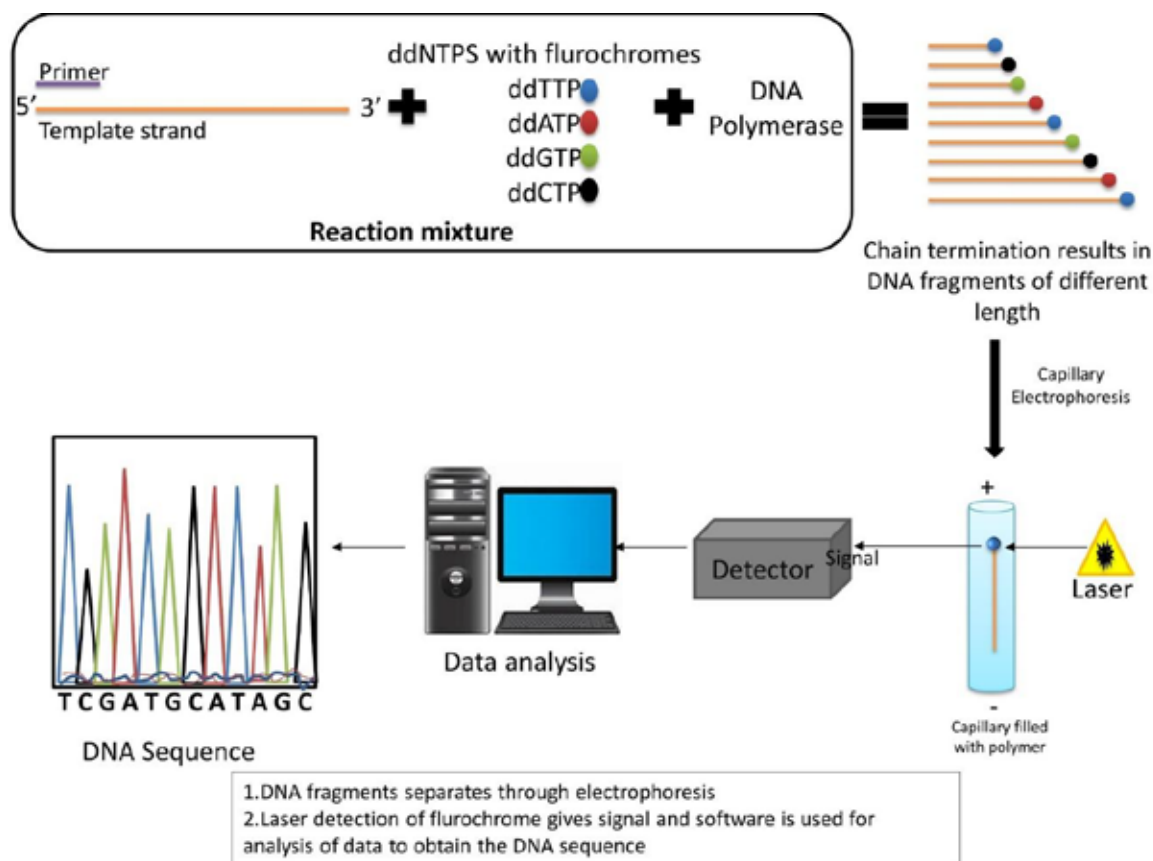 ddNTPS with flurochromes
Primer
5′
3′
Template strand
ddTTP
ddATP
ddGTP
ddCTP
DNA
Polymerase
Reaction mixture
Chain termination results in
DNA fragments of different
length
Capillary
Electrophoresis
+
Laser
Signal
Detector
Data analysis
-
Capillary filled
with polymer
T C G A T G C A T A G C
DNA Sequence
1.DNA fragments separates through electrophoresis
2.Laser detection of flurochrome gives signal and software is used for
analysis of data to obtain the DNA sequence